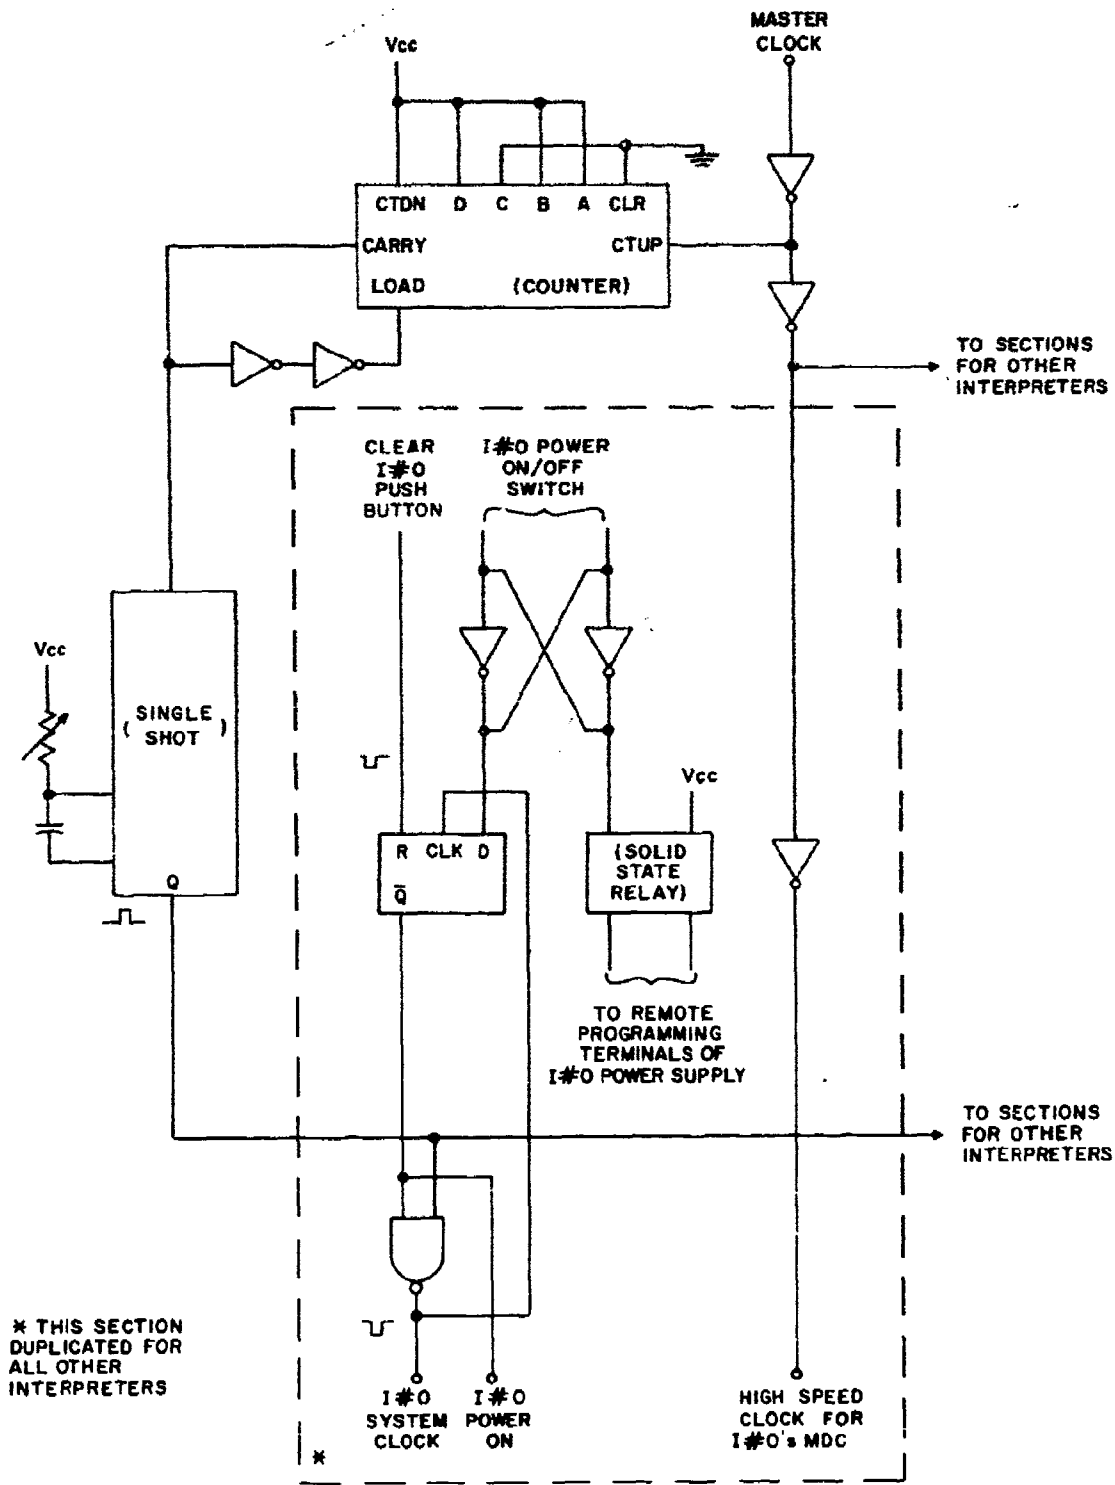 MASTER
CLOCK
Vcc
CTDN D C B A CLR
CARRY CTUP
LOAD (COUNTER)
TO SECTIONS
FOR OTHER
INTERPRETERS
CLEAR
I#0
PUSH
BUTTON
I#0 POWER
ON/OFF
SWITCH
Vcc
(SINGLE
SHOT)
Q
Vcc
R CLK D
Q̅
(SOLID
STATE
RELAY)
TO REMOTE
PROGRAMMING
TERMINALS OF
I#0 POWER SUPPLY
TO SECTIONS
FOR OTHER
INTERPRETERS
* THIS SECTION
DUPLICATED FOR
ALL OTHER
INTERPRETERS
I#0
SYSTEM
CLOCK
I#0
POWER
ON
HIGH SPEED
CLOCK FOR
I#0's MDC
*